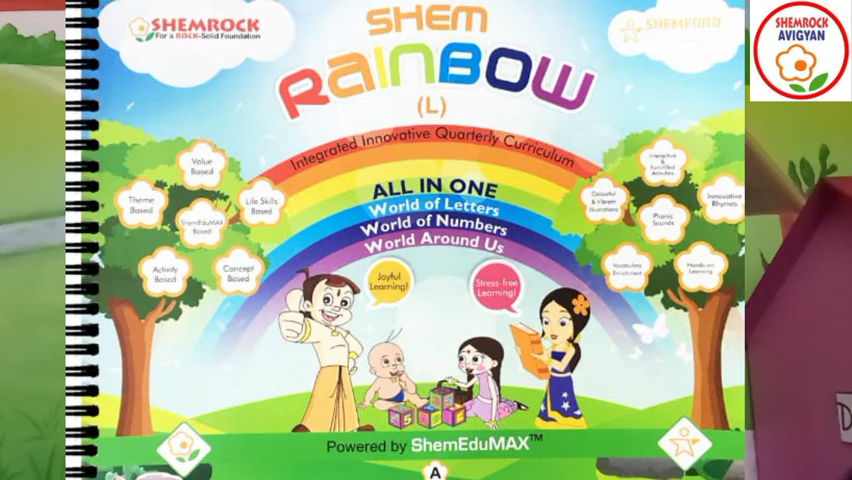 SHEMROCK
For a ROCK-Solid Foundation
SHEM
RaINBOW
(L)
SHEMFORD
SHEMROCK
AVIGYAN
Integrated Innovative Quarterly Curriculum
ALL IN ONE
World of Letters
World of Numbers
World Around Us
Value
Based
Theme
Based
Life Skills
Based
ShemEduMAX
Based
Activity
Based
Concept
Based
Interactive
&
Fun-filled
Activities
Colourful
& Vibrant
Illustrations
Innovative
Rhymes
Phonic
Sounds
Vocabulary
Enrichment
Hands-on
Learning
Joyful
Learning!
Stress-free
Learning!
Powered by ShemEduMAX™
A
D